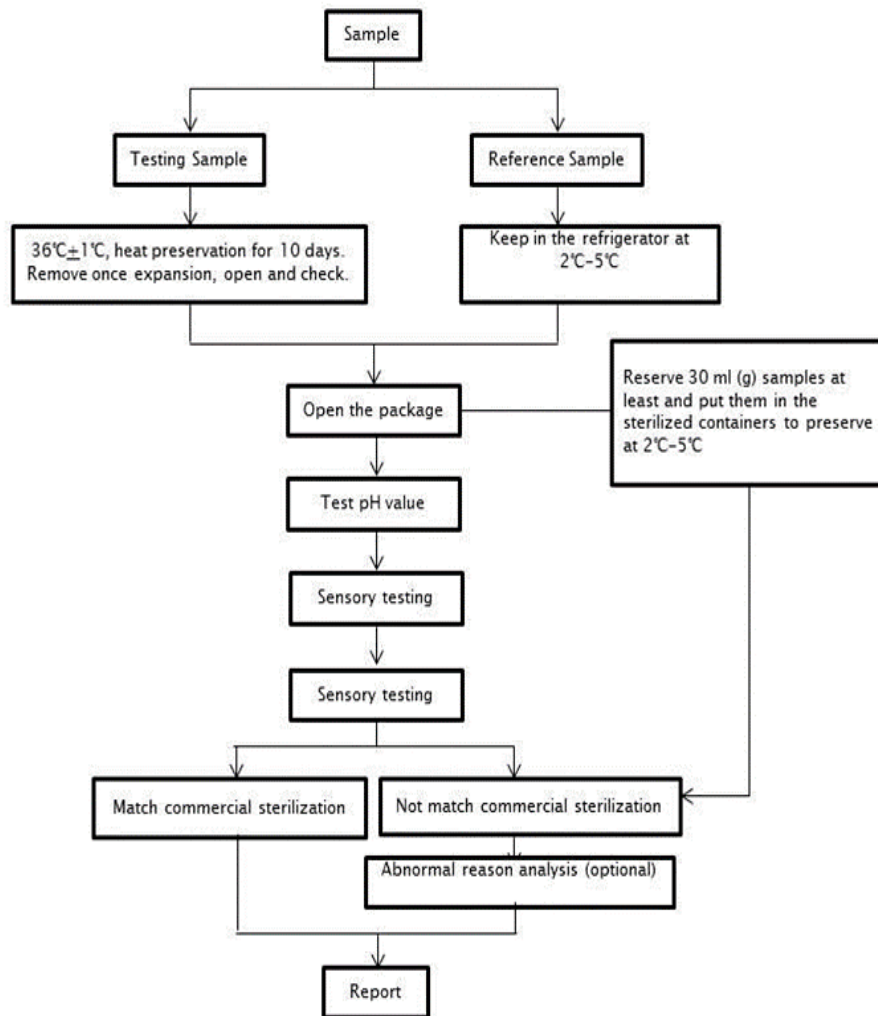 Sample
Testing Sample
Reference Sample
36℃±1℃, heat preservation for 10 days.
Remove once expansion, open and check.
Keep in the refrigerator at
2℃-5℃
Reserve 30 ml (g) samples at
least and put them in the
sterilized containers to preserve
at 2℃-5℃
Open the package
Test pH value
Sensory testing
Sensory testing
Match commercial sterilization
Not match commercial sterilization
Abnormal reason analysis (optional)
Report